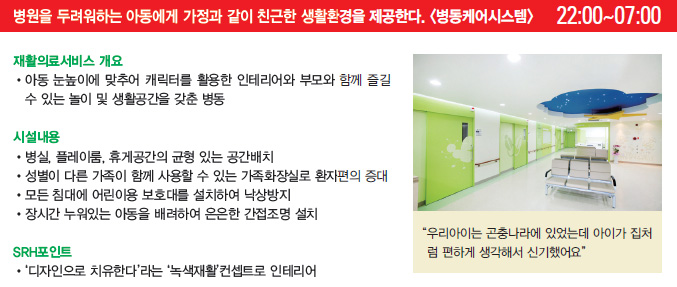 병원을 두려워하는 아동에게 가정과 같이 친근한 생활환경을 제공한다. 〈병동케어시스템〉 22:00~07:00
재활의료서비스 개요
• 아동 눈높이에 맞추어 캐릭터를 활용한 인테리어와 부모와 함께 즐길
수 있는 놀이 및 생활공간을 갖춘 병동
시설내용
• 병실, 플레이룸, 휴게공간의 균형 있는 공간배치
• 성별이 다른 가족이 함께 사용할 수 있는 가족화장실로 환자편의 증대
• 모든 침대에 어린이용 보호대를 설치하여 낙상방지
• 장시간 누워있는 아동을 배려하여 은은한 간접조명 설치
SRH포인트
• ‘디자인으로 치유한다’라는 ‘녹색재활’컨셉트로 인테리어
“우리아이는 곤충나라에 있었는데 아이가 집처
럼 편하게 생각해서 신기했어요”